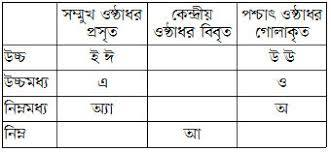 সম্মুখ ওষ্ঠাধর কেন্দ্রীয় পশ্চাৎ ওষ্ঠাধর
প্রসৃত ওষ্ঠাধর বিবৃত গোলাকৃত
উচ্চ ই ঈ উ ঊ
উচ্চমধ্য এ ও
নিম্নমধ্য অ্যা অ
নিম্ন আ